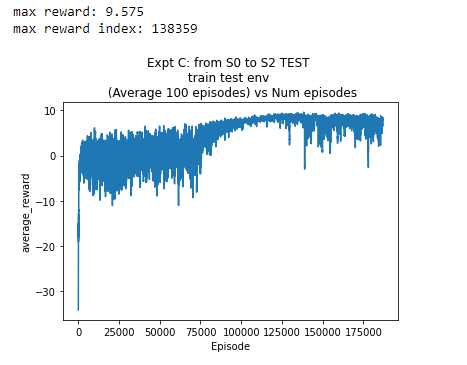 max reward: 9.575
max reward index: 138359
Expt C: from S0 to S2 TEST
train test env
(Average 100 episodes) vs Num episodes
average_reward
10
0
−10
−20
−30
0 25000 50000 75000 100000 125000 150000 175000
Episode